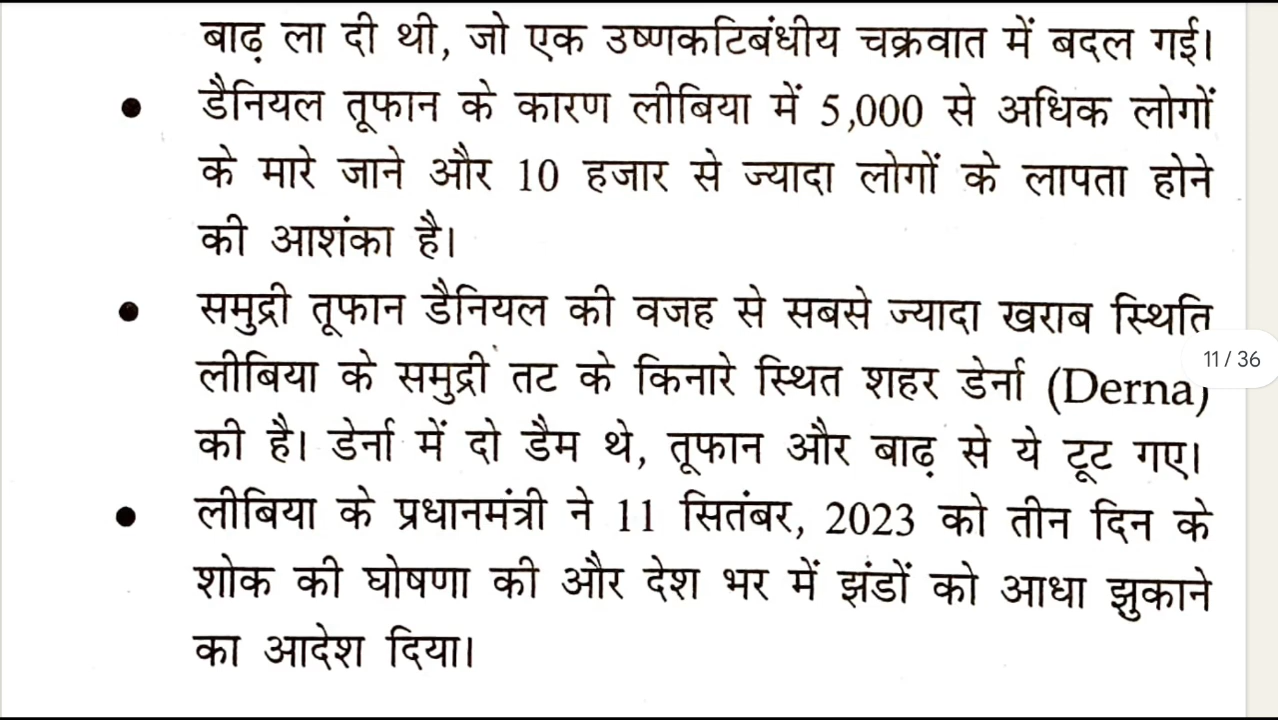 बाढ़ ला दी थी, जो एक उष्णकटिबंधीय चक्रवात में बदल गई।
● डैनियल तूफान के कारण लीबिया में 5,000 से अधिक लोगों
के मारे जाने और 10 हजार से ज्यादा लोगों के लापता होने
की आशंका है।
● समुद्री तूफान डैनियल की वजह से सबसे ज्यादा खराब स्थिति
लीबिया के समुद्री तट के किनारे स्थित शहर डेर्ना (Derna)
11 / 36
की है। डेर्ना में दो डैम थे, तूफान और बाढ़ से ये टूट गए।
● लीबिया के प्रधानमंत्री ने 11 सितंबर, 2023 को तीन दिन के
शोक की घोषणा की और देश भर में झंडों को आधा झुकाने
का आदेश दिया।